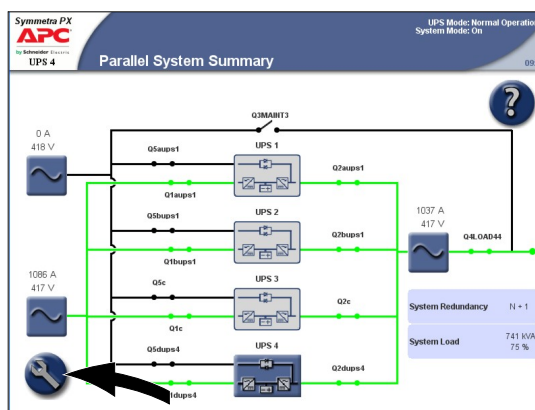 Symmetra PX
APC
by Schneider Electric
UPS 4
Parallel System Summary
UPS Mode: Normal Operation
System Mode: On
09:
?
Q3MAINT3
0 A
418 V
Q5aups1
UPS 1
Q2aups1
Q1aups1
Q5bups1
UPS 2
Q2bups1
Q1bups1
1037 A
417 V
Q4LOAD44
1086 A
417 V
Q5c
UPS 3
Q2c
Q1c
System Redundancy N + 1
System Load 741 kVA
75 %
Q5dups4
UPS 4
Q2dups4